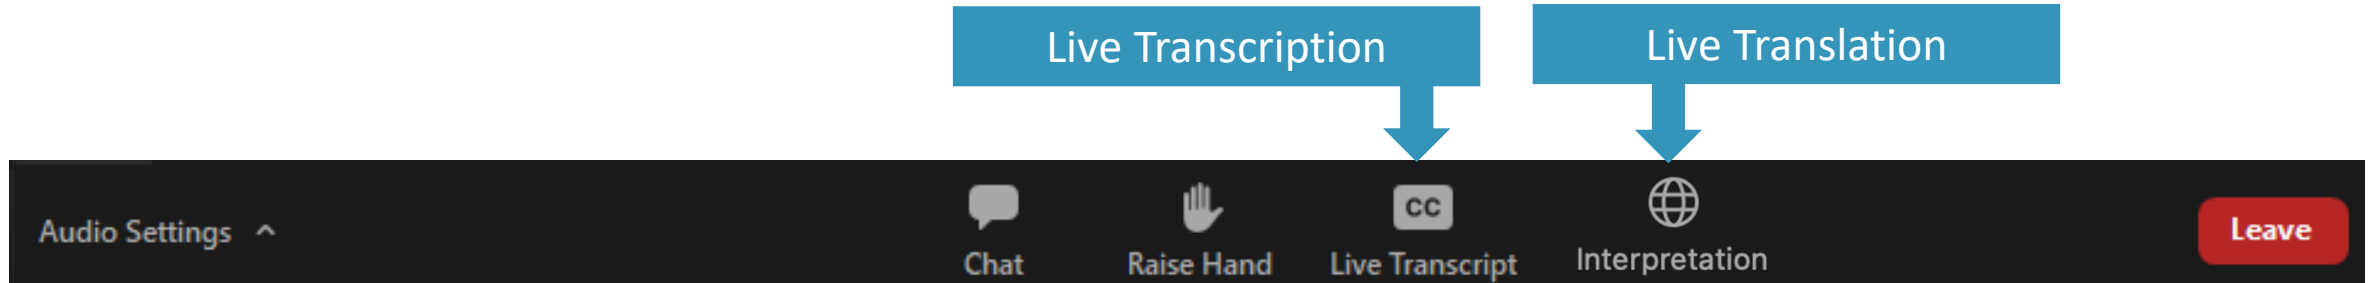 Live Transcription
Live Translation
Audio Settings
Chat
Raise Hand
CC
Live Transcript
Interpretation
Leave